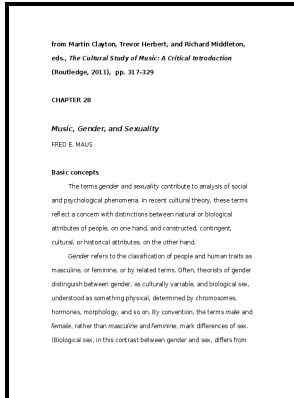 from Martin Clayton, Trevor Herbert, and Richard Middleton,
eds., The Cultural Study of Music: A Critical Introduction
(Routledge, 2011), pp. 317-329
CHAPTER 28
Music, Gender, and Sexuality
FRED E. MAUS
Basic concepts
The terms gender and sexuality contribute to analysis of social
and psychological phenomena. In recent cultural theory, these terms
reflect a concern with distinctions between natural or biological
attributes of people, on one hand, and constructed, contingent,
cultural, or historical attributes, on the other hand.
Gender refers to the classification of people and human traits as
masculine, or feminine, or by related terms. Often, theorists of gender
distinguish between gender, as culturally variable, and biological sex,
understood as something physical, determined by chromosomes,
hormones, morphology, and so on. By convention, the terms male and
female, rather than masculine and feminine, mark differences of sex.
(Biological sex, in this contrast between gender and sex, differs from